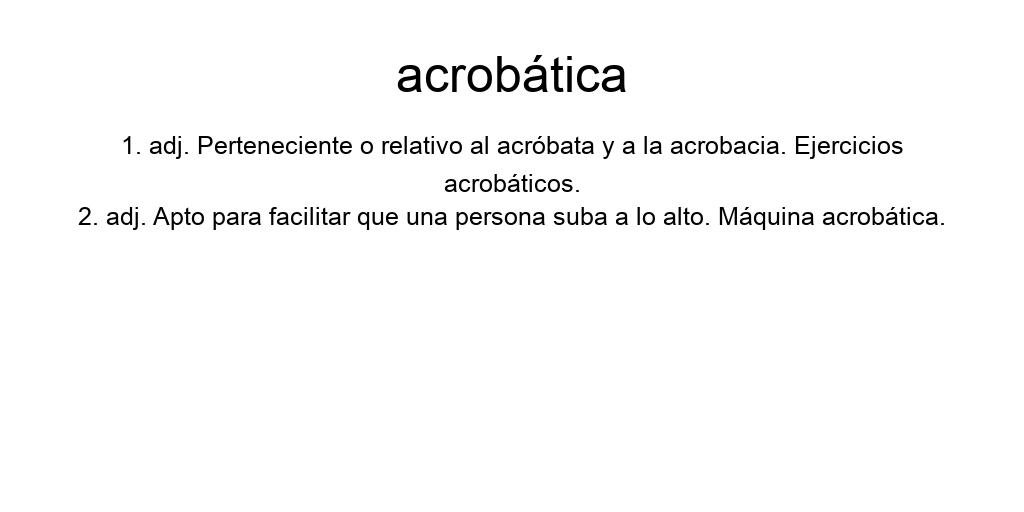 acrobática
1. adj. Perteneciente o relativo al acróbata y a la acrobacia. Ejercicios
acrobáticos.
2. adj. Apto para facilitar que una persona suba a lo alto. Máquina acrobática.